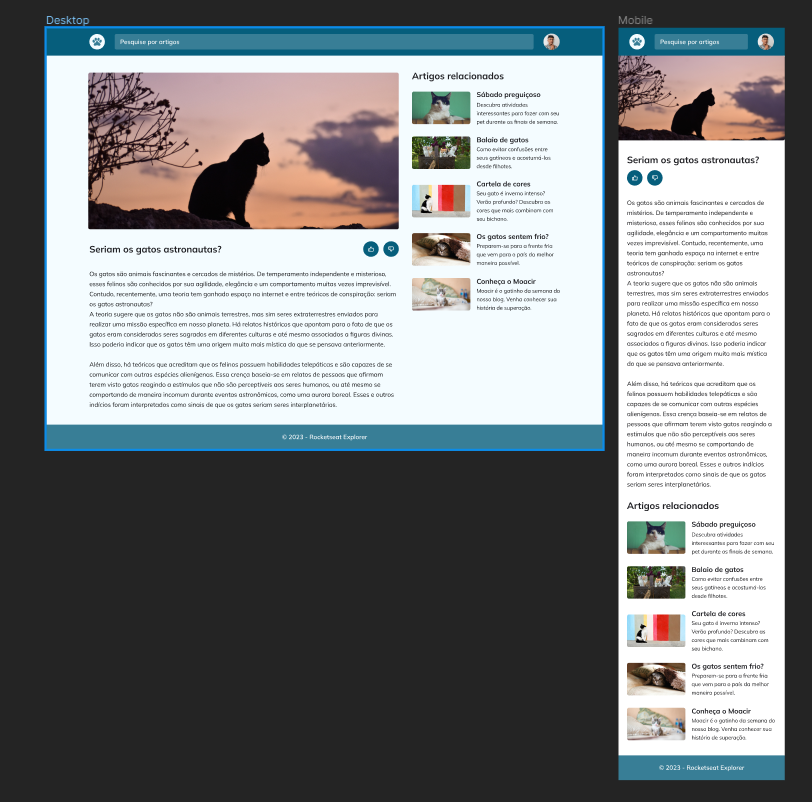 Desktop
Pesquise por artigos
Seriam os gatos astronautas?
Os gatos são animais fascinantes e cercados de mistérios. De temperamento independente e misterioso,
esses felinos são conhecidos por sua agilidade, elegância e um comportamento muitas vezes imprevisível.
Contudo, recentemente, uma teoria tem ganhado espaço na internet e entre teóricos de conspiração: seriam
os gatos astronautas?
A teoria sugere que os gatos não são animais terrestres, mas sim seres extraterrestres enviados para
realizar uma missão específica em nosso planeta. Há relatos históricos que apontam para o fato de que os
gatos eram considerados seres sagrados em diferentes culturas e até mesmo associados a figuras divinas.
Isso poderia indicar que os gatos têm uma origem muito mais mística do que se pensava anteriormente.
Além disso, há teóricos que acreditam que os felinos possuem habilidades telepáticas e são capazes de se
comunicar com outras espécies alienígenas. Essa crença baseia-se em relatos de pessoas que afirmam
terem visto gatos reagindo a estímulos que não são perceptíveis aos seres humanos, ou até mesmo se
comportando de maneira incomum durante eventos astronômicos, como uma aurora boreal. Esses e outros
indícios foram interpretados como sinais de que os gatos seriam seres interplanetários.
Artigos relacionados
Sábado preguiçoso
Descubra atividades
interessantes para fazer com seu
pet durante os finais de semana.
Balaio de gatos
Como evitar confusões entre
seus gatíneos e acostumá-los
desde filhotes.
Cartela de cores
Seu gato é inverno intenso?
Verão profundo? Descubra as
cores que mais combinam com
seu bichano.
Os gatos sentem frio?
Preparem-se para a frente fria
que vem para o país da melhor
maneira possível.
Conheça o Moacir
Moacir é o gatinho da semana do
nosso blog. Venha conhecer sua
história de superação.
© 2023 - Rocketseat Explorer
Mobile
Pesquise por artigos
Seriam os gatos astronautas?
Os gatos são animais fascinantes e cercados de
mistérios. De temperamento independente e
misterioso, esses felinos são conhecidos por sua
agilidade, elegância e um comportamento muitas
vezes imprevisível. Contudo, recentemente, uma
teoria tem ganhado espaço na internet e entre
teóricos de conspiração: seriam os gatos
astronautas?
A teoria sugere que os gatos não são animais
terrestres, mas sim seres extraterrestres enviados
para realizar uma missão específica em nosso
planeta. Há relatos históricos que apontam para o
fato de que os gatos eram considerados seres
sagrados em diferentes culturas e até mesmo
associados a figuras divinas. Isso poderia indicar
que os gatos têm uma origem muito mais mística
do que se pensava anteriormente.
Além disso, há teóricos que acreditam que os
felinos possuem habilidades telepáticas e são
capazes de se comunicar com outras espécies
alienígenas. Essa crença baseia-se em relatos de
pessoas que afirmam terem visto gatos reagindo a
estímulos que não são perceptíveis aos seres
humanos, ou até mesmo se comportando de
maneira incomum durante eventos astronômicos,
como uma aurora boreal. Esses e outros indícios
foram interpretados como sinais de que os gatos
seriam seres interplanetários.
Artigos relacionados
Sábado preguiçoso
Descubra atividades
interessantes para fazer com seu
pet durante os finais de semana.
Balaio de gatos
Como evitar confusões entre
seus gatíneos e acostumá-los
desde filhotes.
Cartela de cores
Seu gato é inverno intenso?
Verão profundo? Descubra as
cores que mais combinam com
seu bichano.
Os gatos sentem frio?
Preparem-se para a frente fria
que vem para o país da melhor
maneira possível.
Conheça o Moacir
Moacir é o gatinho da semana do
nosso blog. Venha conhecer sua
história de superação.
© 2023 - Rocketseat Explorer